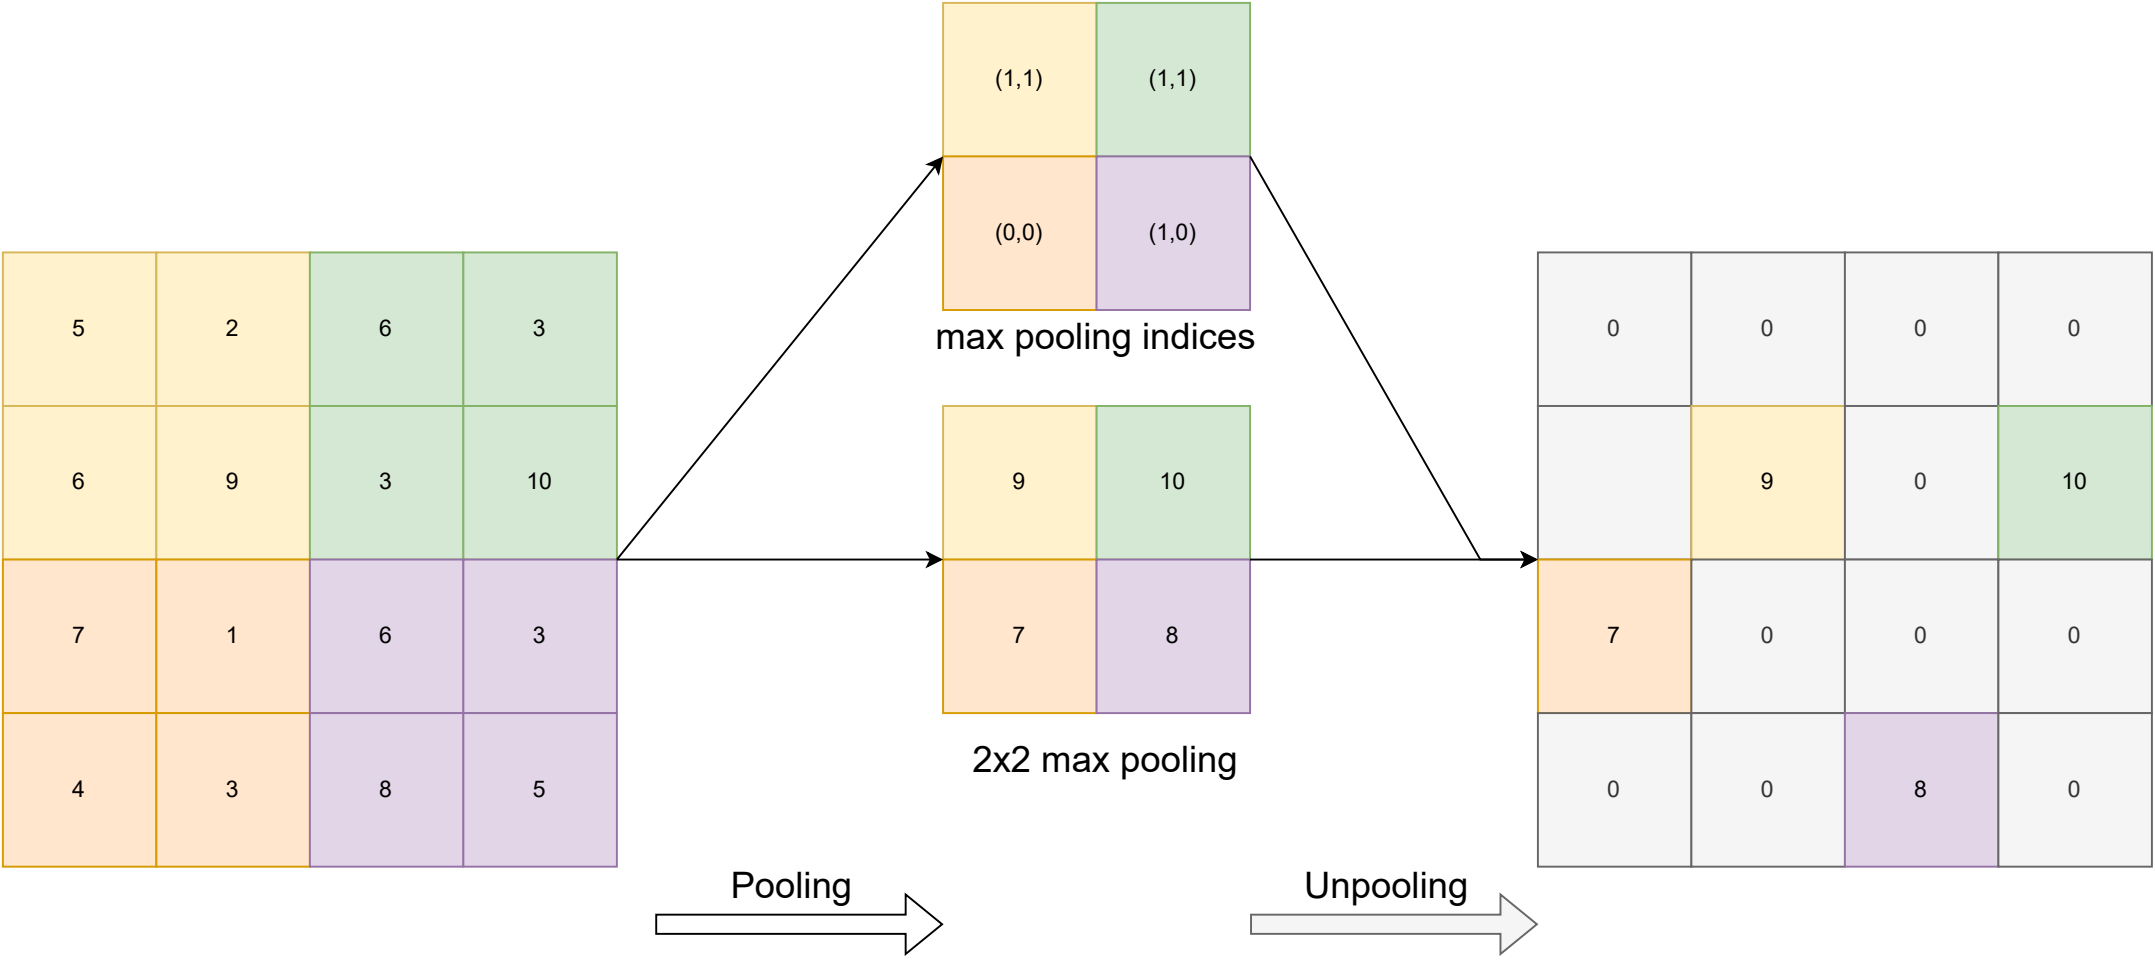 (1,1) (1,1)
(0,0) (1,0)
max pooling indices
5 2 6 3
6 9 3 10
7 1 6 3
4 3 8 5
9 10
7 8
2x2 max pooling
0 0 0 0
9 0 10
7 0 0 0
0 0 8 0
Pooling
Unpooling